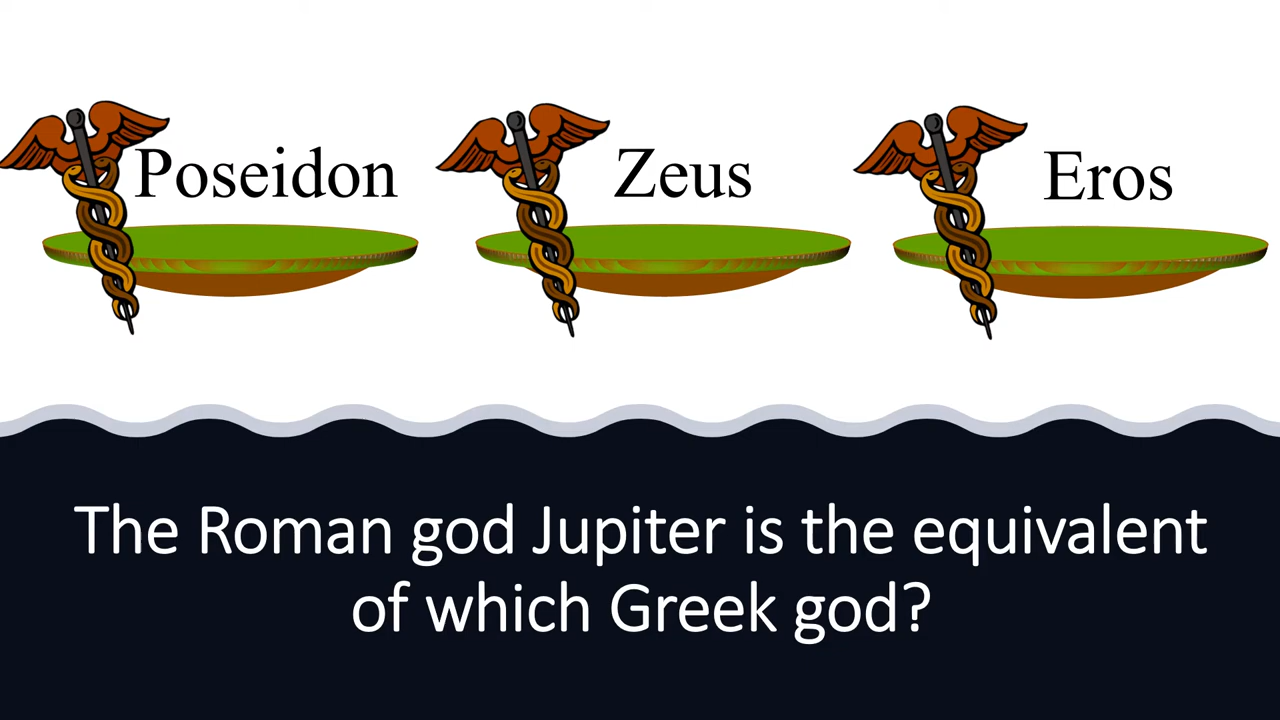 Poseidon
Zeus
Eros
The Roman god Jupiter is the equivalent
of which Greek god?